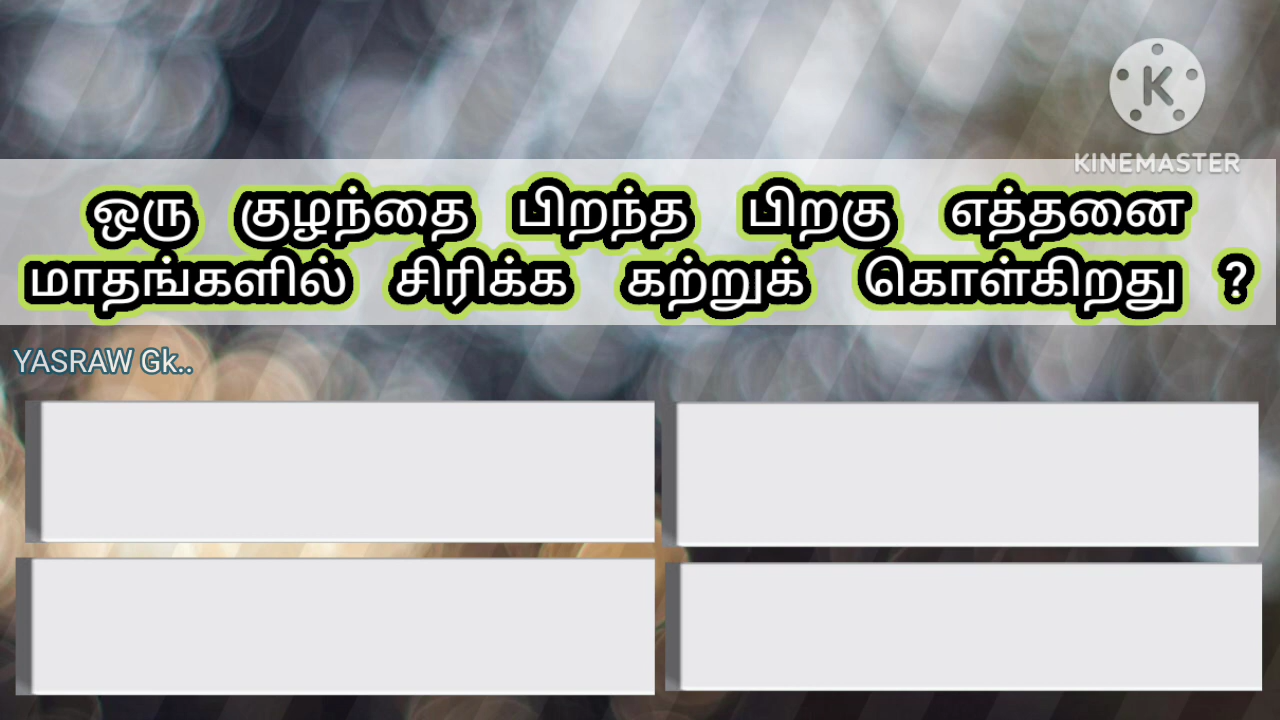 KINEMASTER
ஒரு குழந்தை பிறந்த பிறகு எத்தனை
மாதங்களில் சிரிக்க கற்றுக் கொள்கிறது ?
YASRAW Gk..